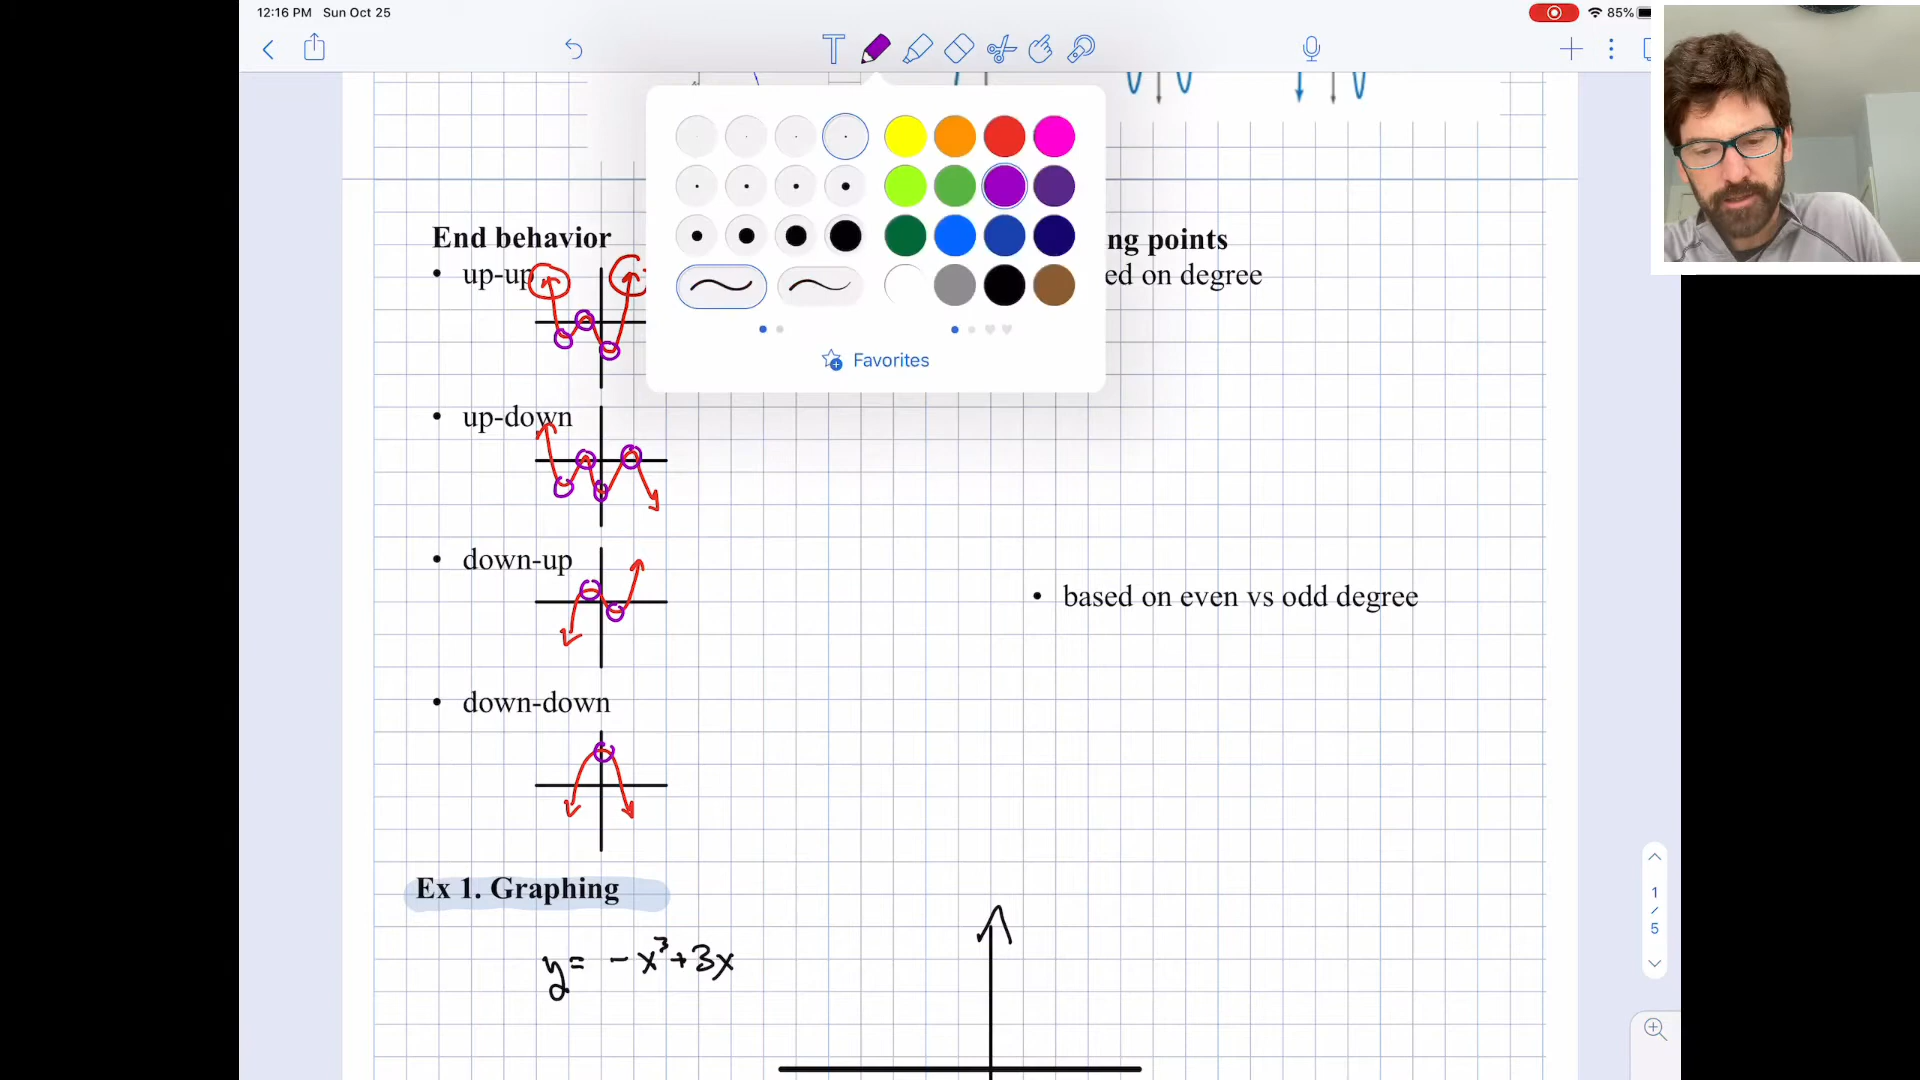 12:16 PM Sun Oct 25
85%
T
End behavior
ng points
• up-up
ed on degree
Favorites
• up-down
• down-up
• based on even vs odd degree
• down-down
Ex 1. Graphing
y = -x³+3x
1
/
5